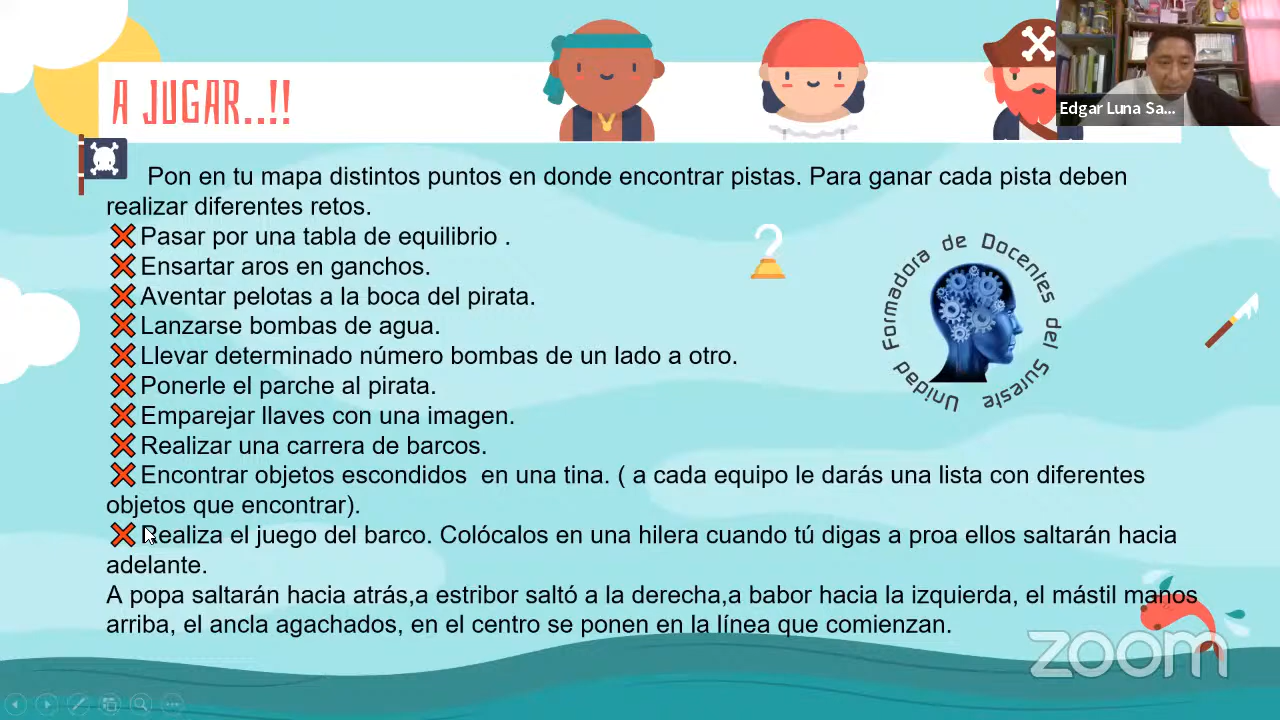 A JUGAR..!!
Edgar Luna Sa...
Pon en tu mapa distintos puntos en donde encontrar pistas. Para ganar cada pista deben
realizar diferentes retos.
❌Pasar por una tabla de equilibrio .
❌Ensartar aros en ganchos.
❌Aventar pelotas a la boca del pirata.
❌Lanzarse bombas de agua.
❌Llevar determinado número bombas de un lado a otro.
❌Ponerle el parche al pirata.
❌Emparejar llaves con una imagen.
❌Realizar una carrera de barcos.
❌Encontrar objetos escondidos en una tina. ( a cada equipo le darás una lista con diferentes
objetos que encontrar).
❌Realiza el juego del barco. Colócalos en una hilera cuando tú digas a proa ellos saltarán hacia
adelante.
A popa saltarán hacia atrás,a estribor saltó a la derecha,a babor hacia la izquierda, el mástil manos
arriba, el ancla agachados, en el centro se ponen en la línea que comienzan.
Unidad Formadora de Docentes del Sureste
zoom